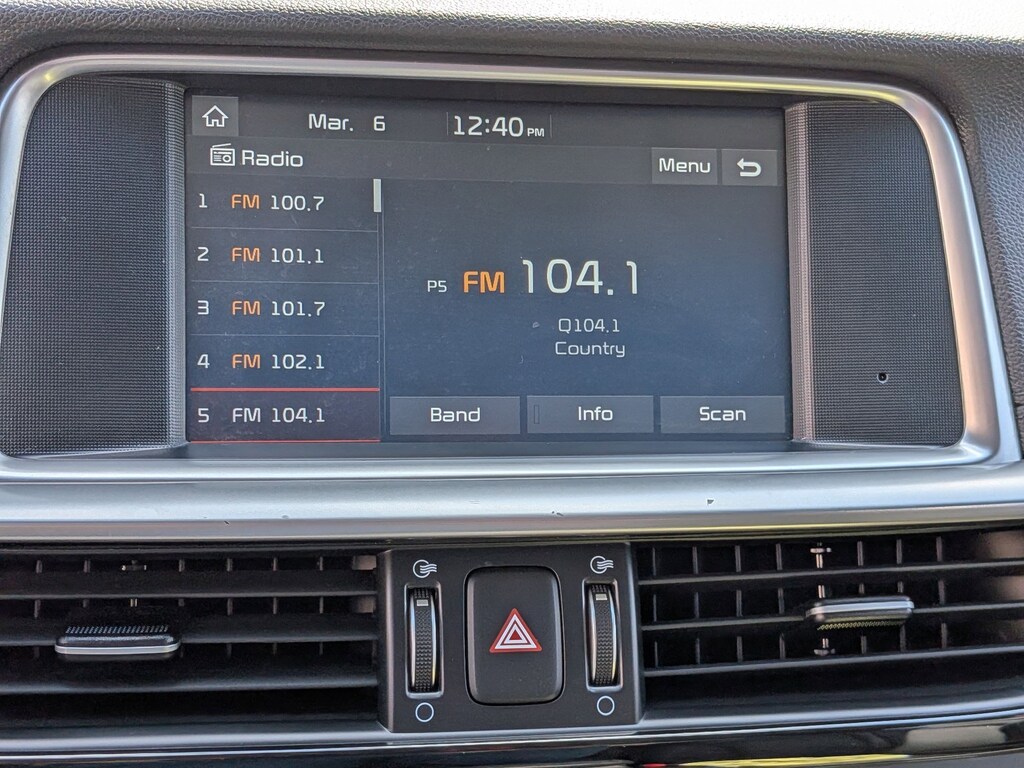 Mar. 6 12:40 PM
Radio Menu
1 FM 100.7
2 FM 101.1
3 FM 101.7
4 FM 102.1
5 FM 104.1
P5 FM 104.1
Q104.1
Country
Band Info Scan